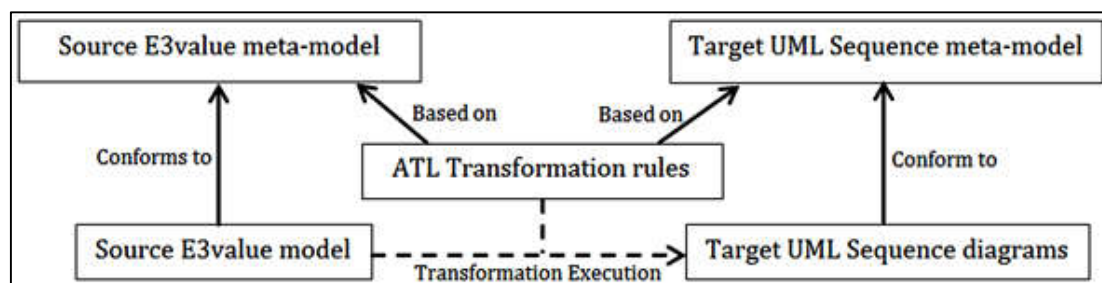 Source E3value meta-model
Target UML Sequence meta-model
Based on
Based on
Conforms to
ATL Transformation rules
Conform to
Source E3value model
Target UML Sequence diagrams
Transformation Execution